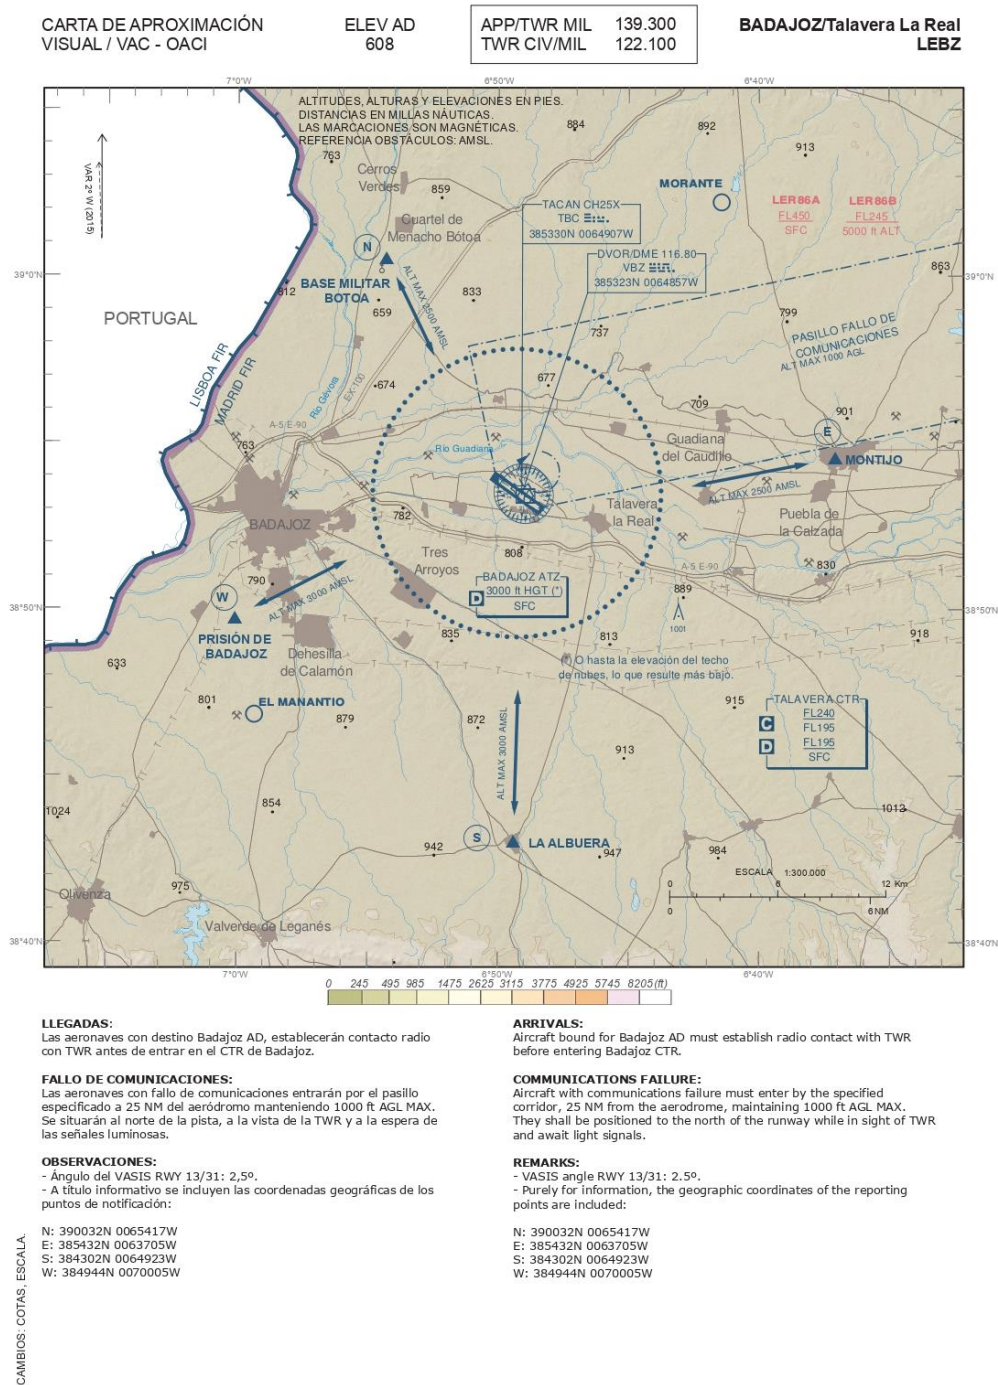 CARTA DE APROXIMACIÓN
VISUAL / VAC - OACI
ELEV AD
608
APP/TWR MIL 139.300
TWR CIV/MIL 122.100
BADAJOZ/Talavera La Real
LEBZ
7°0'W
6°50'W
6°40'W
ALTITUDES, ALTURAS Y ELEVACIONES EN PIES.
DISTANCIAS EN MILLAS NÁUTICAS.
LAS MARCACIONES SON MAGNÉTICAS.
REFERENCIA OBSTÁCULOS: AMSL.
VAR 2º W (2015)
763
884
892
913
Cerros
Verdes
859
MORANTE
LER86A
FL450
SFC
LER86B
FL245
5000 ft ALT
TACAN CH25X
TBC
385330N 0064907W
Cuartel de
Menacho Bótoa
N
DVOR/DME 116.80
VBZ
385323N 0064857W
39°0'N
39°0'N
863
BASE MILITAR
BOTOA
812
659
833
ALT MAX 2500 AMSL
PORTUGAL
737
799
PASILLO FALLO DE
COMUNICACIONES
ALT MAX 1000 AGL
LISBOA FIR
MADRID FIR
Río Gévora
EX-100
674
677
709
901
A-5/E-90
763
Río Guadiana
Guadiana
del Caudillo
E
MONTIJO
ALT MAX 2500 AMSL
BADAJOZ
782
Talavera
la Real
Puebla de
la Calzada
808
Tres
Arroyos
A-5/E-90
830
790
W
ALT MAX 3000 AMSL
BADAJOZ ATZ
3000 ft HGT (*)
SFC
D
889
1001
38°50'N
38°50'N
PRISIÓN DE
BADAJOZ
835
813
918
Dehesilla
de Calamón
633
(*) O hasta la elevación del techo
de nubes, lo que resulte más bajo.
801
EL MANANTIO
879
872
915
TALAVERA CTR
C
FL240
FL195
D
FL195
SFC
ALT MAX 3000 AMSL
913
1024
854
1012
S
LA ALBUERA
942
947
984
ESCALA 1:300.000
0 6 12 Km
0 6NM
975
Olivenza
Valverde de Leganés
38°40'N
38°40'N
7°0'W
6°50'W
6°40'W
0 245 495 985 1475 2625 3115 3775 4925 5745 8205(ft)
LLEGADAS:
Las aeronaves con destino Badajoz AD, establecerán contacto radio
con TWR antes de entrar en el CTR de Badajoz.
FALLO DE COMUNICACIONES:
Las aeronaves con fallo de comunicaciones entrarán por el pasillo
especificado a 25 NM del aeródromo manteniendo 1000 ft AGL MAX.
Se situarán al norte de la pista, a la vista de la TWR y a la espera de
las señales luminosas.
OBSERVACIONES:
- Ángulo del VASIS RWY 13/31: 2,5º.
- A título informativo se incluyen las coordenadas geográficas de los
puntos de notificación:
N: 390032N 0065417W
E: 385432N 0063705W
S: 384302N 0064923W
W: 384944N 0070005W
ARRIVALS:
Aircraft bound for Badajoz AD must establish radio contact with TWR
before entering Badajoz CTR.
COMMUNICATIONS FAILURE:
Aircraft with communications failure must enter by the specified
corridor, 25 NM from the aerodrome, maintaining 1000 ft AGL MAX.
They shall be positioned to the north of the runway while in sight of TWR
and await light signals.
REMARKS:
- VASIS angle RWY 13/31: 2.5º.
- Purely for information, the geographic coordinates of the reporting
points are included:
N: 390032N 0065417W
E: 385432N 0063705W
S: 384302N 0064923W
W: 384944N 0070005W
CAMBIOS: COTAS, ESCALA.